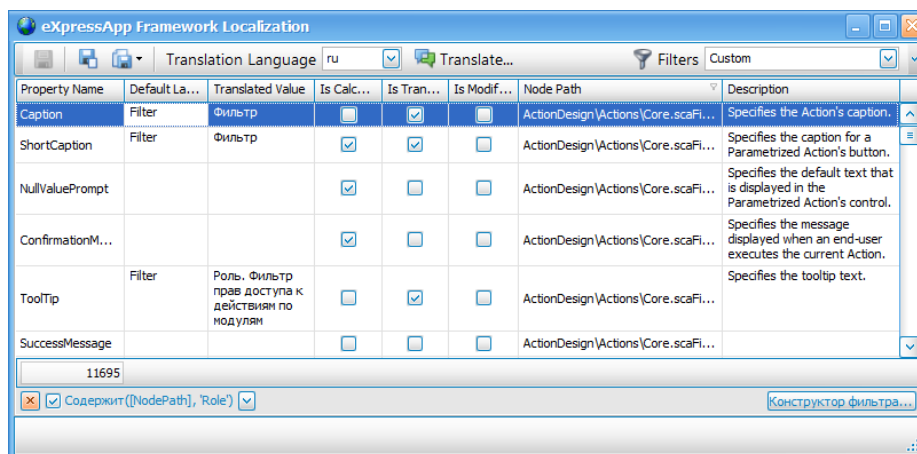 eXpressApp Framework Localization
Translation Language ru Translate... Filters Custom
Property Name Default La... Translated Value Is Calc... Is Tran... Is Modif... Node Path Description
Caption Filter Фильтр ActionDesign\Actions\Core.scaFi... Specifies the Action's caption.
ShortCaption Filter Фильтр ActionDesign\Actions\Core.scaFi... Specifies the caption for a
Parametrized Action's button.
NullValuePrompt ActionDesign\Actions\Core.scaFi... Specifies the default text that
is displayed in the
Parametrized Action's control.
ConfirmationM... ActionDesign\Actions\Core.scaFi... Specifies the message
displayed when an end-user
executes the current Action.
ToolTip Filter Роль. Фильтр ActionDesign\Actions\Core.scaFi... Specifies the tooltip text.
прав доступа к
действиям по
модулям
SuccessMessage ActionDesign\Actions\Core.scaFi...
11695
Содержит([NodePath], 'Role') Конструктор фильтра...